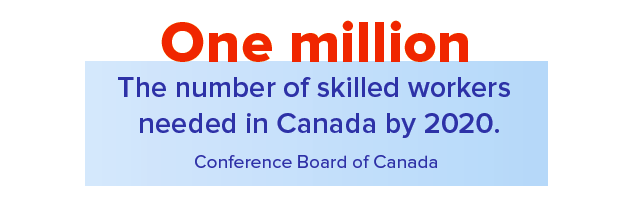 One million
The number of skilled workers
needed in Canada by 2020.
Conference Board of Canada